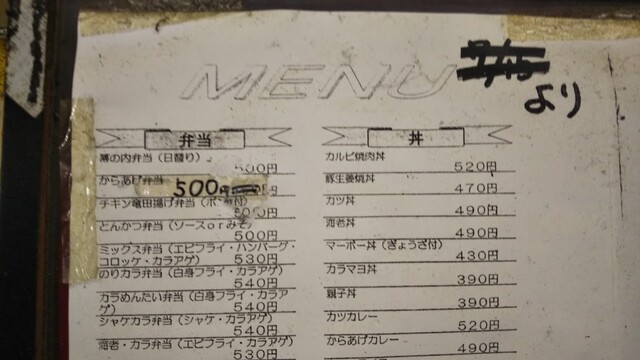 MENU
より
弁当
幕の内弁当（日替り）
500円
からあげ弁当
500円
チキン竜田揚げ弁当（ポン酢付）
500円
とんかつ弁当（ソースorみそ）
500円
ミックス弁当（エビフライ・ハンバーグ・
コロッケ・カラアゲ） 530円
のりカラ弁当（白身フライ・カラアゲ）
540円
カラめんたい弁当（白身フライ・カラア
ゲ） 540円
シャケカラ弁当（シャケ・カラアゲ）
540円
海老・カラ弁当（エビフライ・カラアゲ）
530円
丼
カルビ焼肉丼
520円
豚生姜焼丼
470円
カツ丼
490円
海老丼
490円
マーボー丼（ぎょうざ付）
430円
カラマヨ丼
390円
親子丼
390円
カツカレー
520円
からあげカレー
490円